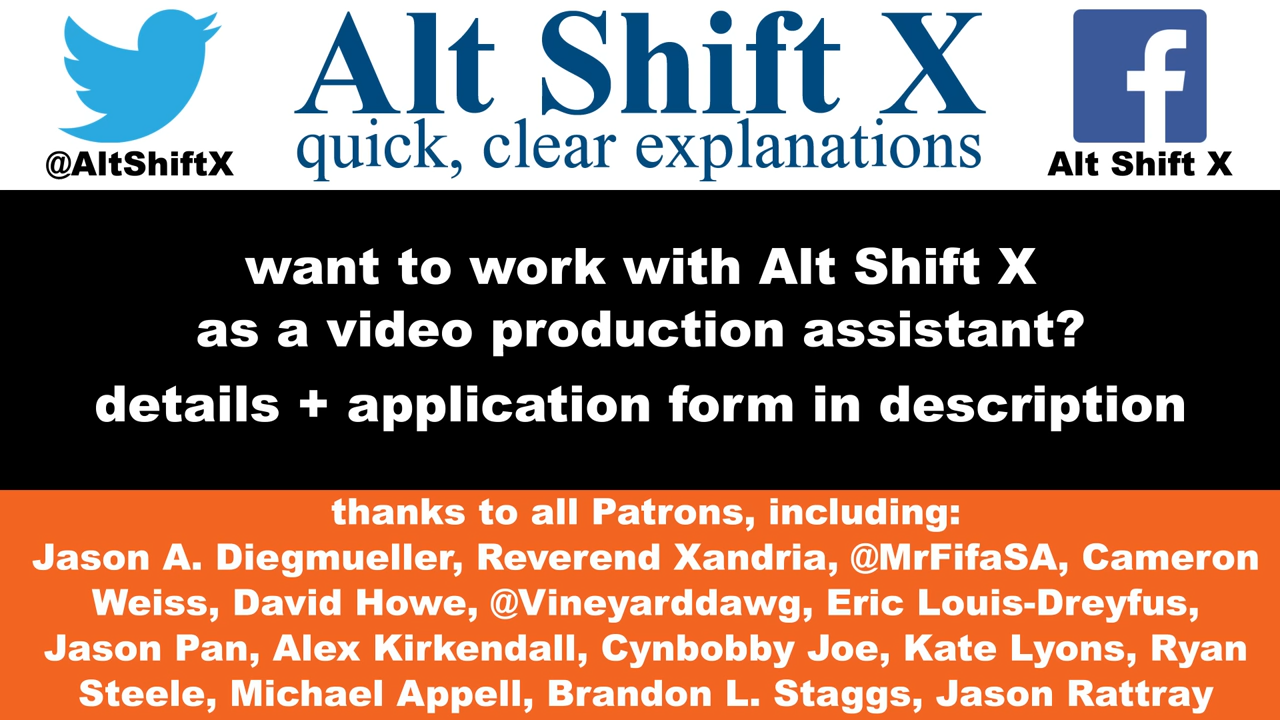 Alt Shift X
quick, clear explanations
@AltShiftX
Alt Shift X
want to work with Alt Shift X
as a video production assistant?
details + application form in description
thanks to all Patrons, including:
Jason A. Diegmueller, Reverend Xandria, @MrFifaSA, Cameron
Weiss, David Howe, @Vineyarddawg, Eric Louis-Dreyfus,
Jason Pan, Alex Kirkendall, Cynbobby Joe, Kate Lyons, Ryan
Steele, Michael Appell, Brandon L. Staggs, Jason Rattray